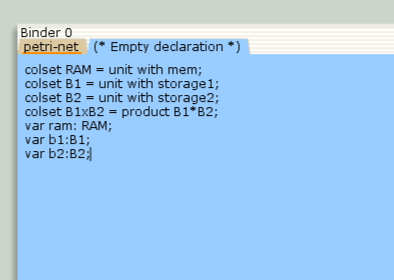 Binder 0
petri-net (* Empty declaration *)
colset RAM = unit with mem;
colset B1 = unit with storage1;
colset B2 = unit with storage2;
colset B1xB2 = product B1*B2;
var ram: RAM;
var b1:B1;
var b2:B2;